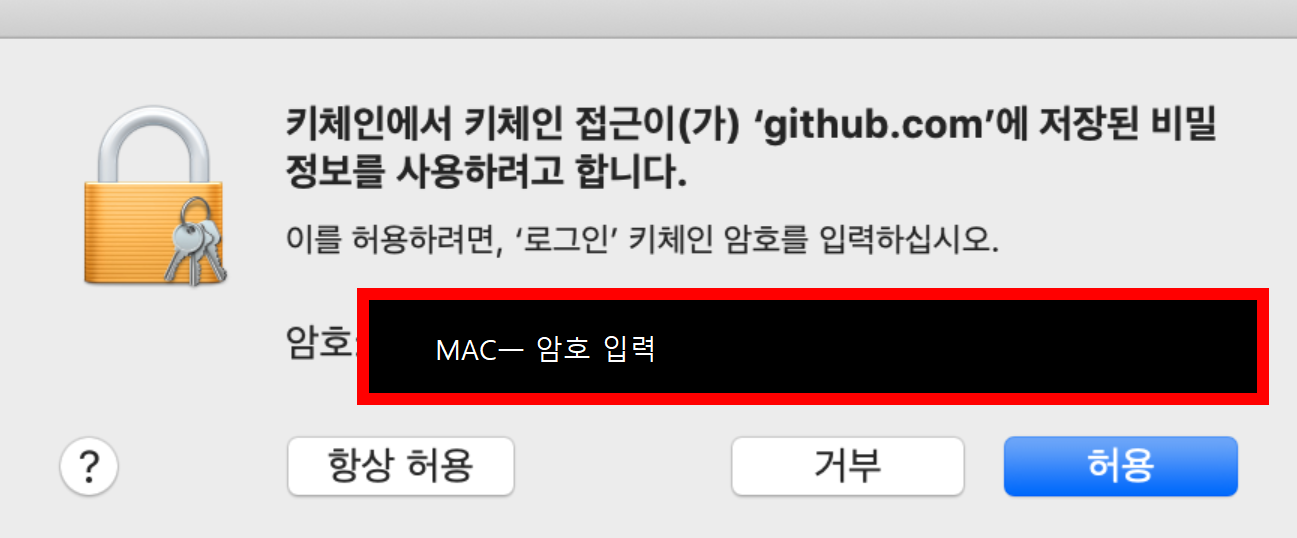 키체인에서 키체인 접근이(가) ‘github.com’에 저장된 비밀
정보를 사용하려고 합니다.
이를 허용하려면, ‘로그인’ 키체인 암호를 입력하십시오.
암호:
MACㅡ 암호 입력
?
항상 허용
거부
허용